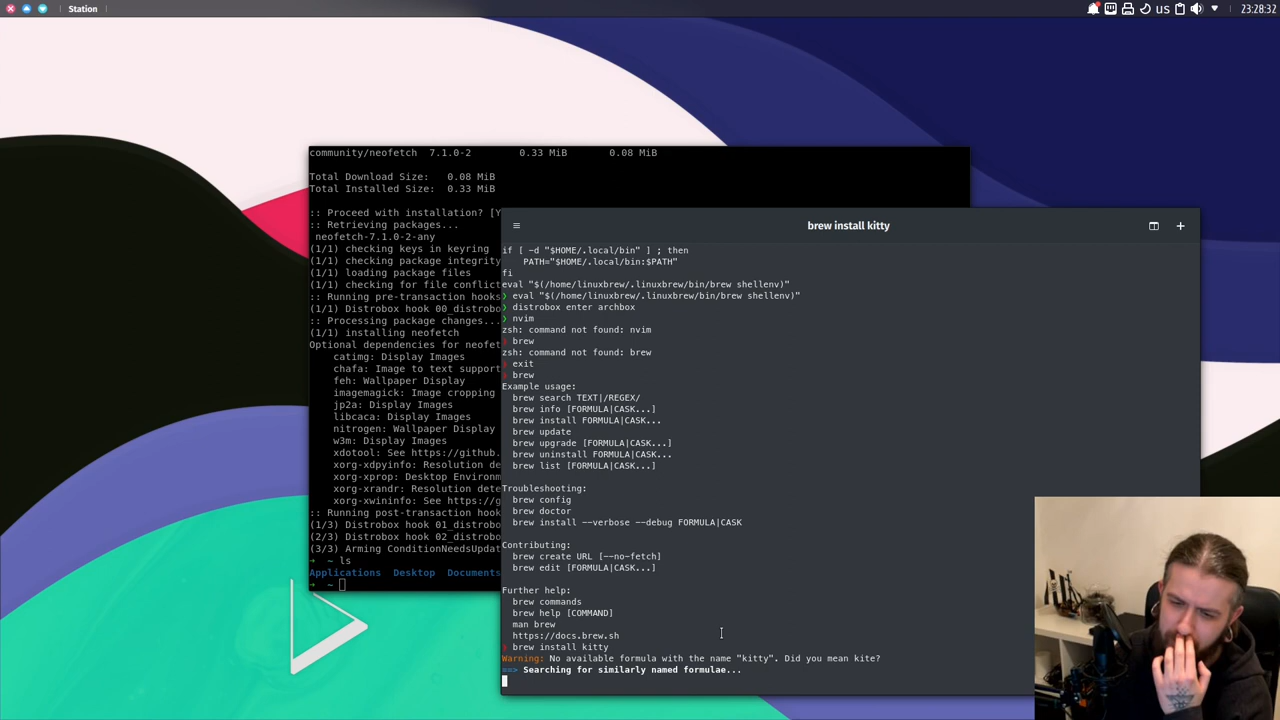 Station
us
23:28:32
community/neofetch 7.1.0-2 0.33 MiB 0.08 MiB
Total Download Size: 0.08 MiB
Total Installed Size: 0.33 MiB
:: Proceed with installation? [Y
:: Retrieving packages...
neofetch-7.1.0-2-any
(1/1) checking keys in keyring
(1/1) checking package integrity
(1/1) loading package files
(1/1) checking for file conflict
:: Running pre-transaction hooks
(1/1) Distrobox hook 00_distrobo
:: Processing package changes...
(1/1) installing neofetch
Optional dependencies for neofet
catimg: Display Images
chafa: Image to text support
feh: Wallpaper Display
imagemagick: Image cropping
jp2a: Display Images
libcaca: Display Images
nitrogen: Wallpaper Display
w3m: Display Images
xdotool: See https://github.
xorg-xdpyinfo: Resolution de
xorg-xprop: Desktop Environm
xorg-xrandr: Resolution dete
xorg-xwininfo: See https://g
:: Running post-transaction hook
(1/3) Distrobox hook 01_distrobo
(2/3) Distrobox hook 02_distrobo
(3/3) Arming ConditionNeedsUpdat
➜ ~ ls
Applications Desktop Documents
➜ ~
brew install kitty
if [ -d "$HOME/.local/bin" ] ; then
PATH="$HOME/.local/bin:$PATH"
fi
eval "$(/home/linuxbrew/.linuxbrew/bin/brew shellenv)"
❯ eval "$(/home/linuxbrew/.linuxbrew/bin/brew shellenv)"
❯ distrobox enter archbox
❯ nvim
zsh: command not found: nvim
❯ brew
zsh: command not found: brew
❯ exit
❯ brew
Example usage:
brew search TEXT|/REGEX/
brew info [FORMULA|CASK...]
brew install FORMULA|CASK...
brew update
brew upgrade [FORMULA|CASK...]
brew uninstall FORMULA|CASK...
brew list [FORMULA|CASK...]
Troubleshooting:
brew config
brew doctor
brew install --verbose --debug FORMULA|CASK
Contributing:
brew create URL [--no-fetch]
brew edit [FORMULA|CASK...]
Further help:
brew commands
brew help [COMMAND]
man brew
https://docs.brew.sh
❯ brew install kitty
Warning: No available formula with the name "kitty". Did you mean kite?
==> Searching for similarly named formulae...